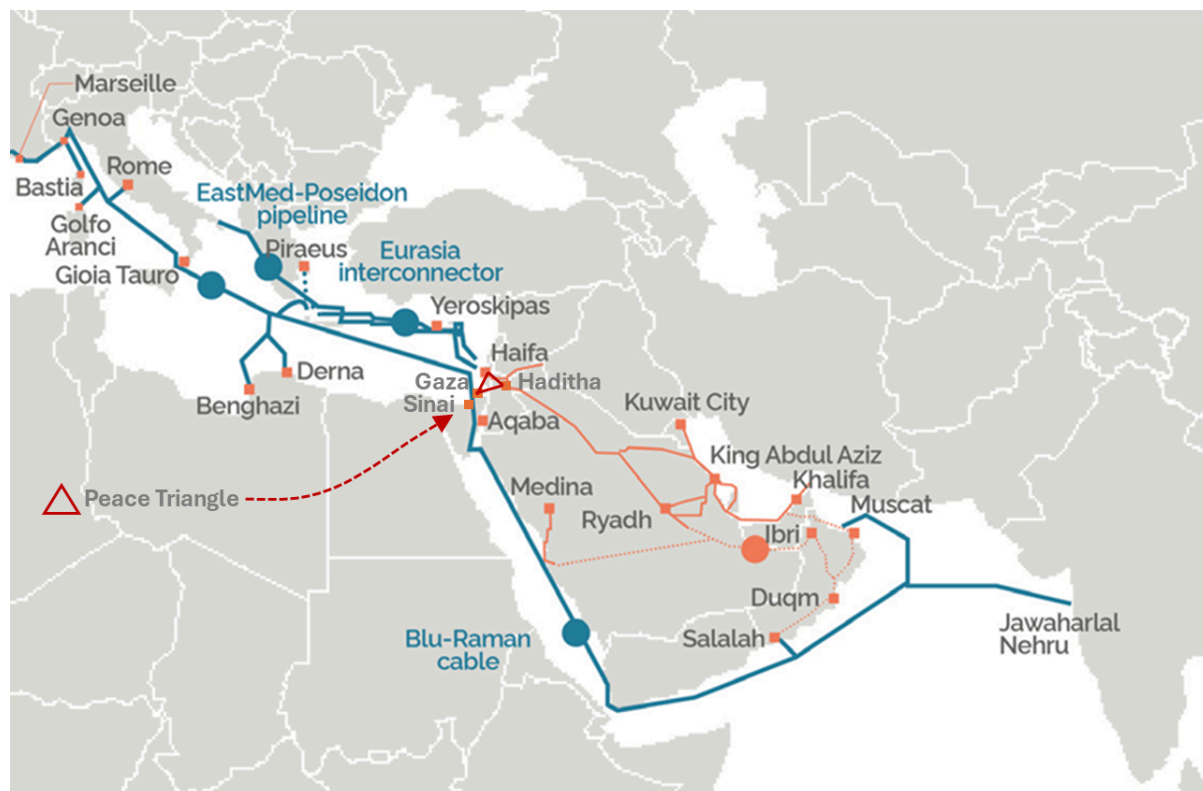 Marseille
Genoa
Rome
Bastia
EastMed-Poseidon
pipeline
Golfo
Aranci
Piraeus
Eurasia
interconnector
Gioia Tauro
Yeroskipas
Haifa
Derna
Gaza
Haditha
Benghazi
Sinai
Aqaba
Kuwait City
King Abdul Aziz
Khalifa
Peace Triangle
Medina
Muscat
Ryadh
Ibri
Duqm
Blu-Raman
cable
Salalah
Jawaharlal
Nehru